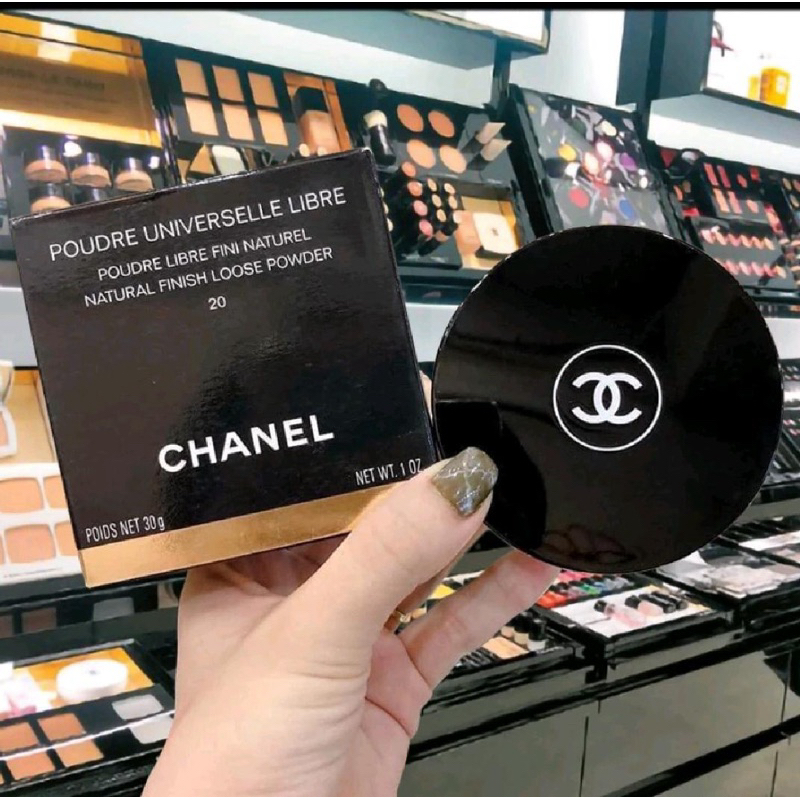 POUDRE UNIVERSELLE LIBRE
POUDRE LIBRE FINI NATUREL
NATURAL FINISH LOOSE POWDER
20
CHANEL
POIDS NET 30g
NET WT. 1 OZ